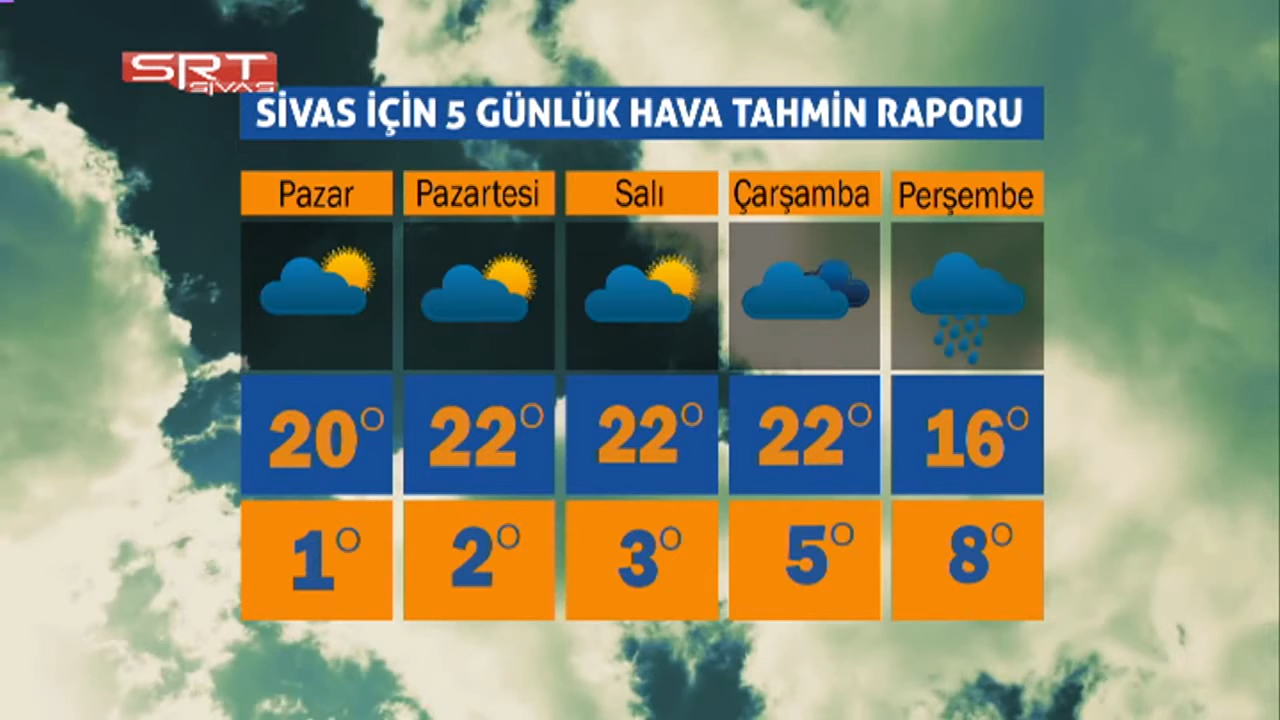 SRT
SİVAS
SİVAS İÇİN 5 GÜNLÜK HAVA TAHMİN RAPORU
Pazar Pazartesi Salı Çarşamba Perşembe
20° 22° 22° 22° 16°
1° 2° 3° 5° 8°